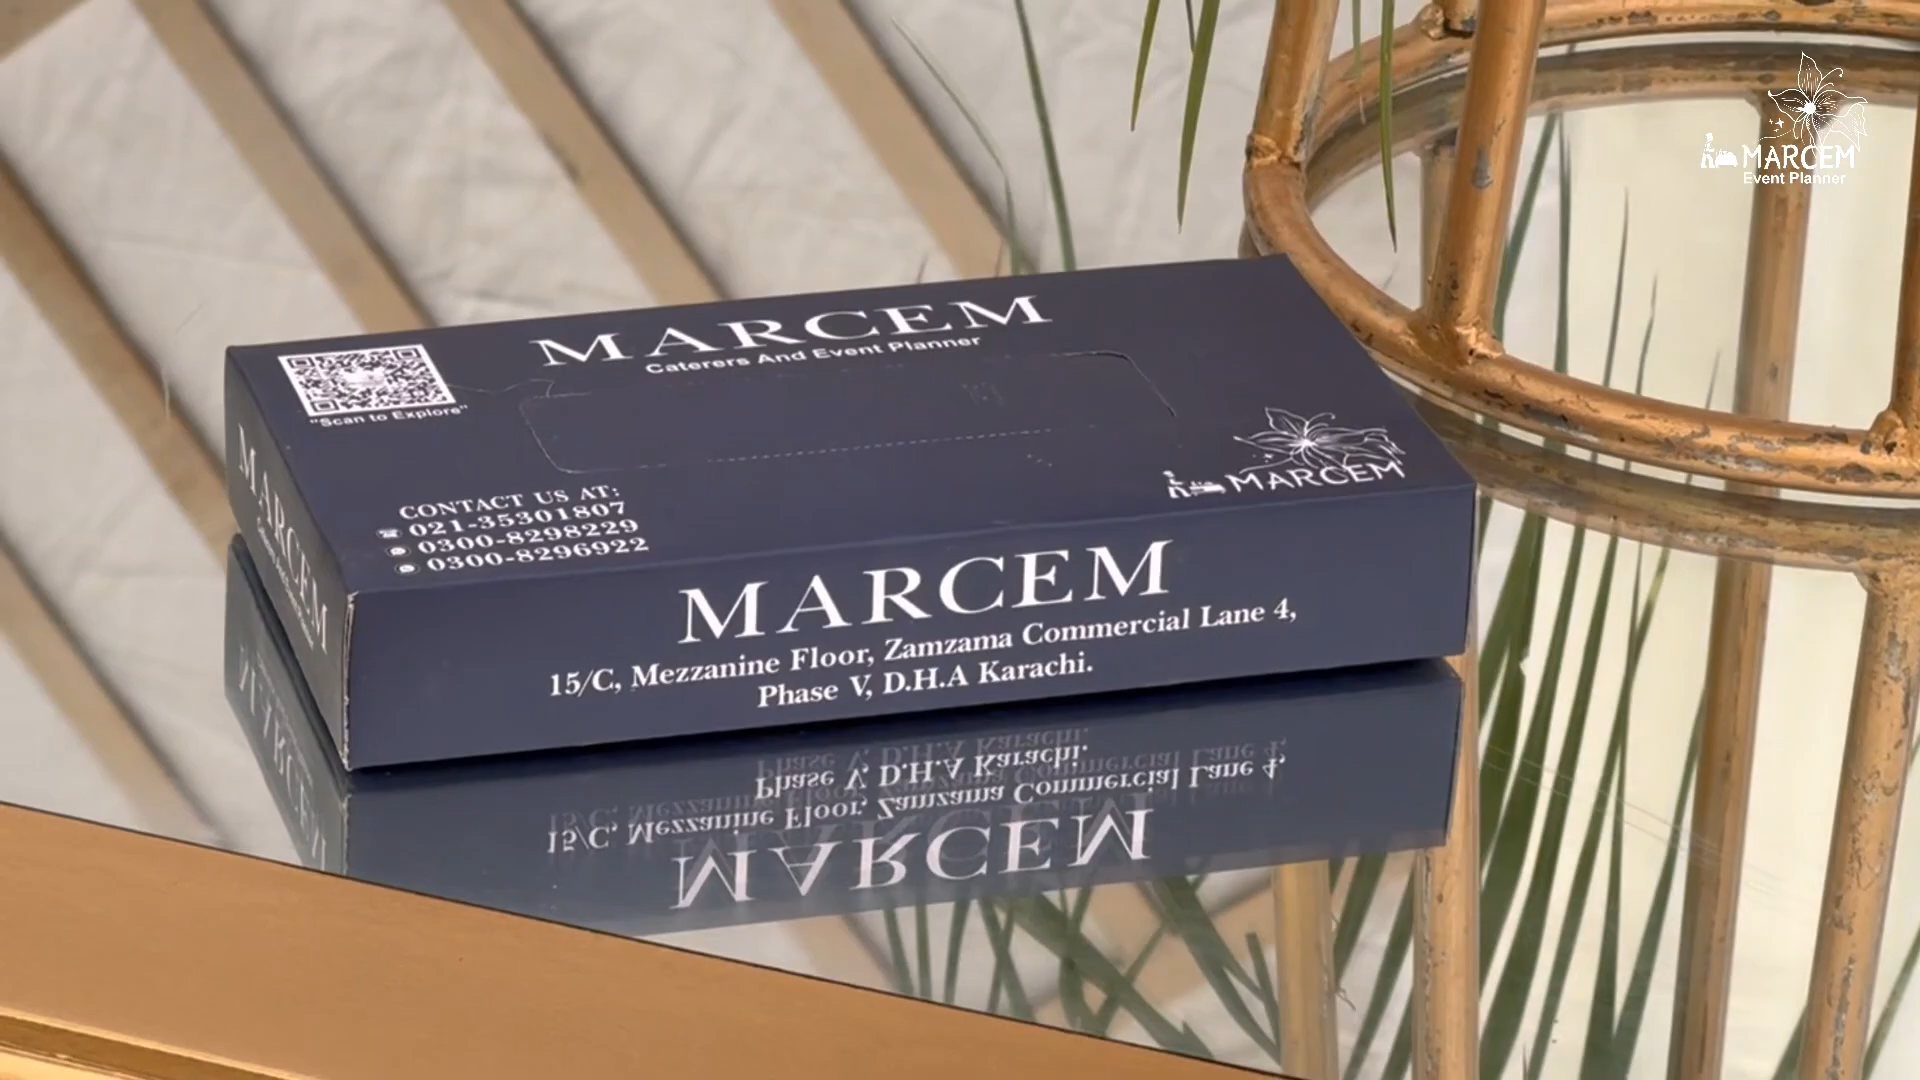 MARCEM
Event Planner
MARCEM
Caterers And Event Planner
"Scan to Explore"
CONTACT US AT:
021-35301807
0300-8298229
0300-8296922
MARCEM
MARCEM
MARCEM
15/C, Mezzanine Floor, Zamzama Commercial Lane 4,
Phase V, D.H.A Karachi.